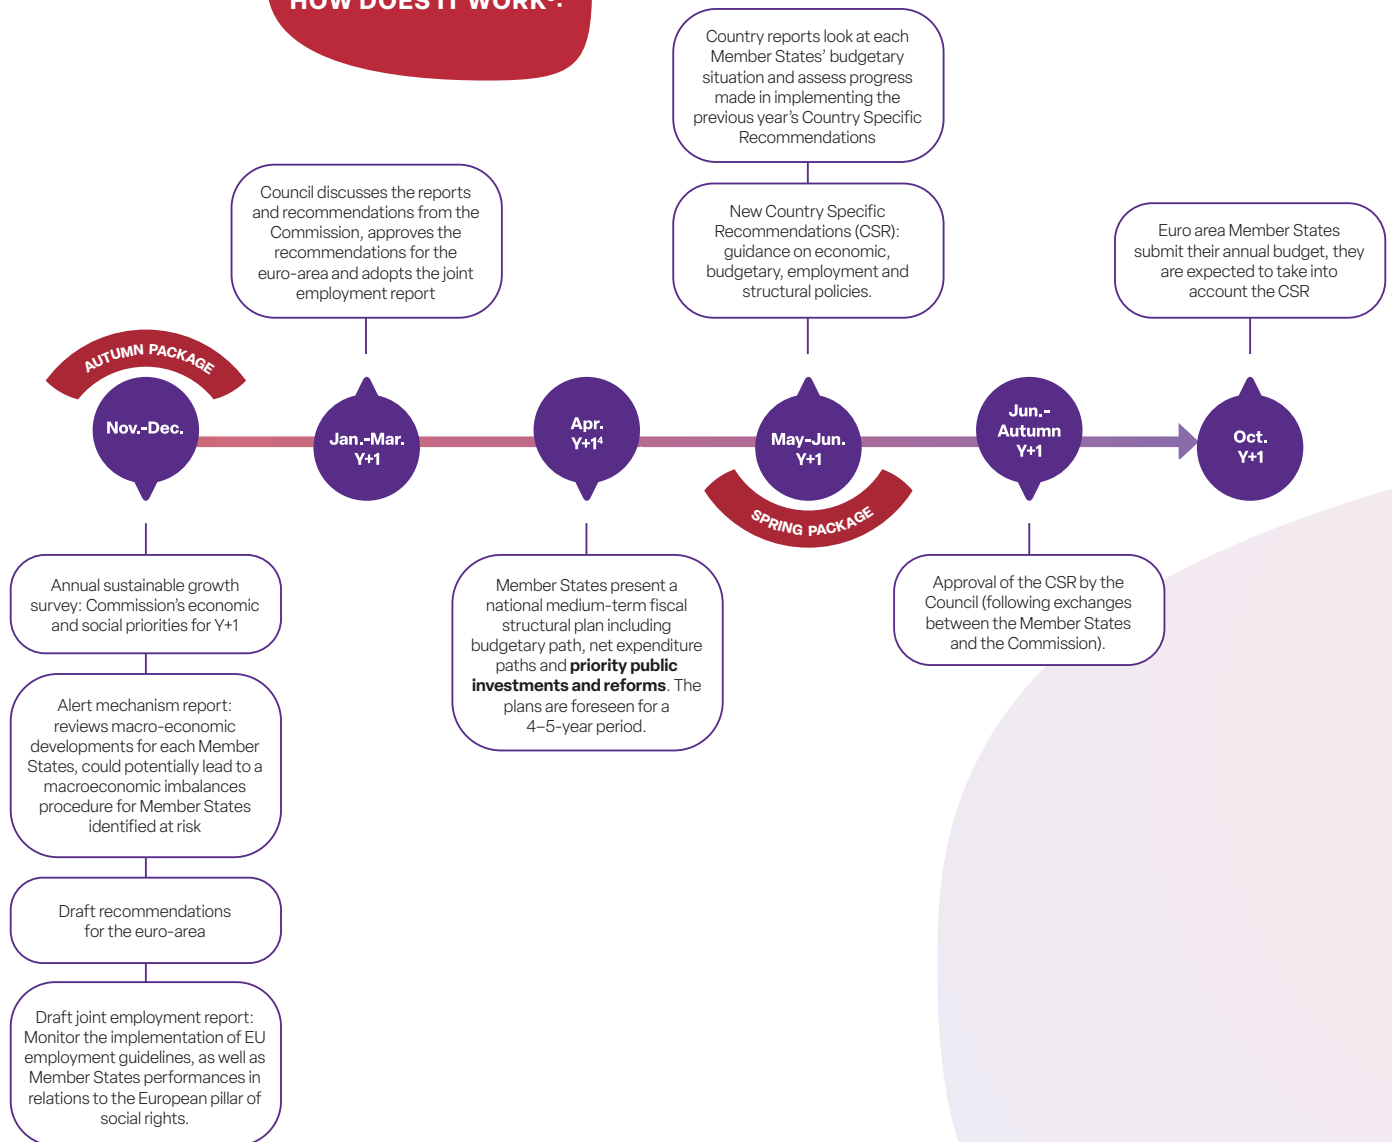 HOW DOES IT WORK³:
Country reports look at each
Member States’ budgetary
situation and assess progress
made in implementing the
previous year’s Country Specific
Recommendations
Council discusses the reports
and recommendations from the
Commission, approves the
recommendations for the
euro-area and adopts the joint
employment report
New Country Specific
Recommendations (CSR):
guidance on economic,
budgetary, employment and
structural policies.
Euro area Member States
submit their annual budget, they
are expected to take into
account the CSR
AUTUMN PACKAGE
Nov.-Dec.
Jan.-Mar.
Y+1
Apr.
Y+1⁴
May-Jun.
Y+1
Jun.-
Autumn
Y+1
Oct.
Y+1
SPRING PACKAGE
Annual sustainable growth
survey: Commission’s economic
and social priorities for Y+1
Alert mechanism report:
reviews macro-economic
developments for each Member
States, could potentially lead to a
macroeconomic imbalances
procedure for Member States
identified at risk
Draft recommendations
for the euro-area
Draft joint employment report:
Monitor the implementation of EU
employment guidelines, as well as
Member States performances in
relations to the European pillar of
social rights.
Member States present a
national medium-term fiscal
structural plan including
budgetary path, net expenditure
paths and priority public
investments and reforms. The
plans are foreseen for a
4–5-year period.
Approval of the CSR by the
Council (following exchanges
between the Member States
and the Commission).